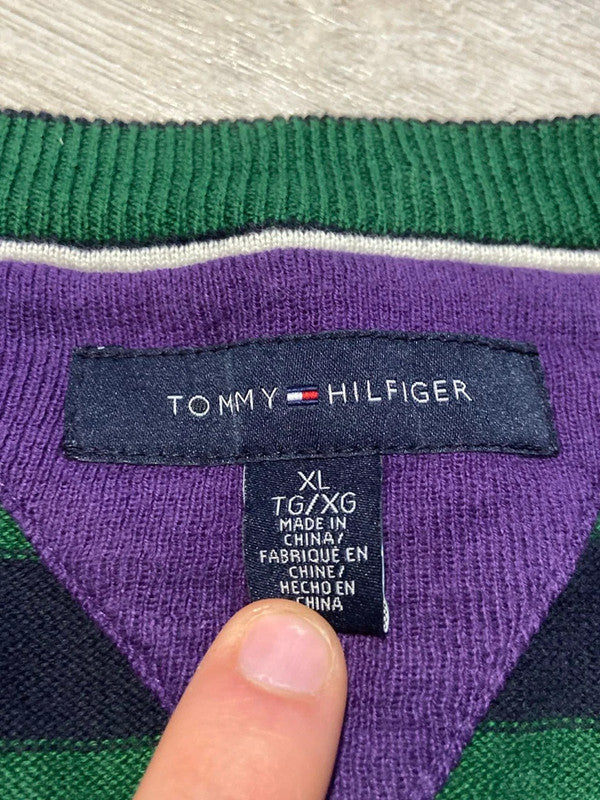 TOMMY HILFIGER
XL
TG/XG
MADE IN
CHINA/
FABRIQUÉ EN
CHINE/
HECHO EN
CHINA